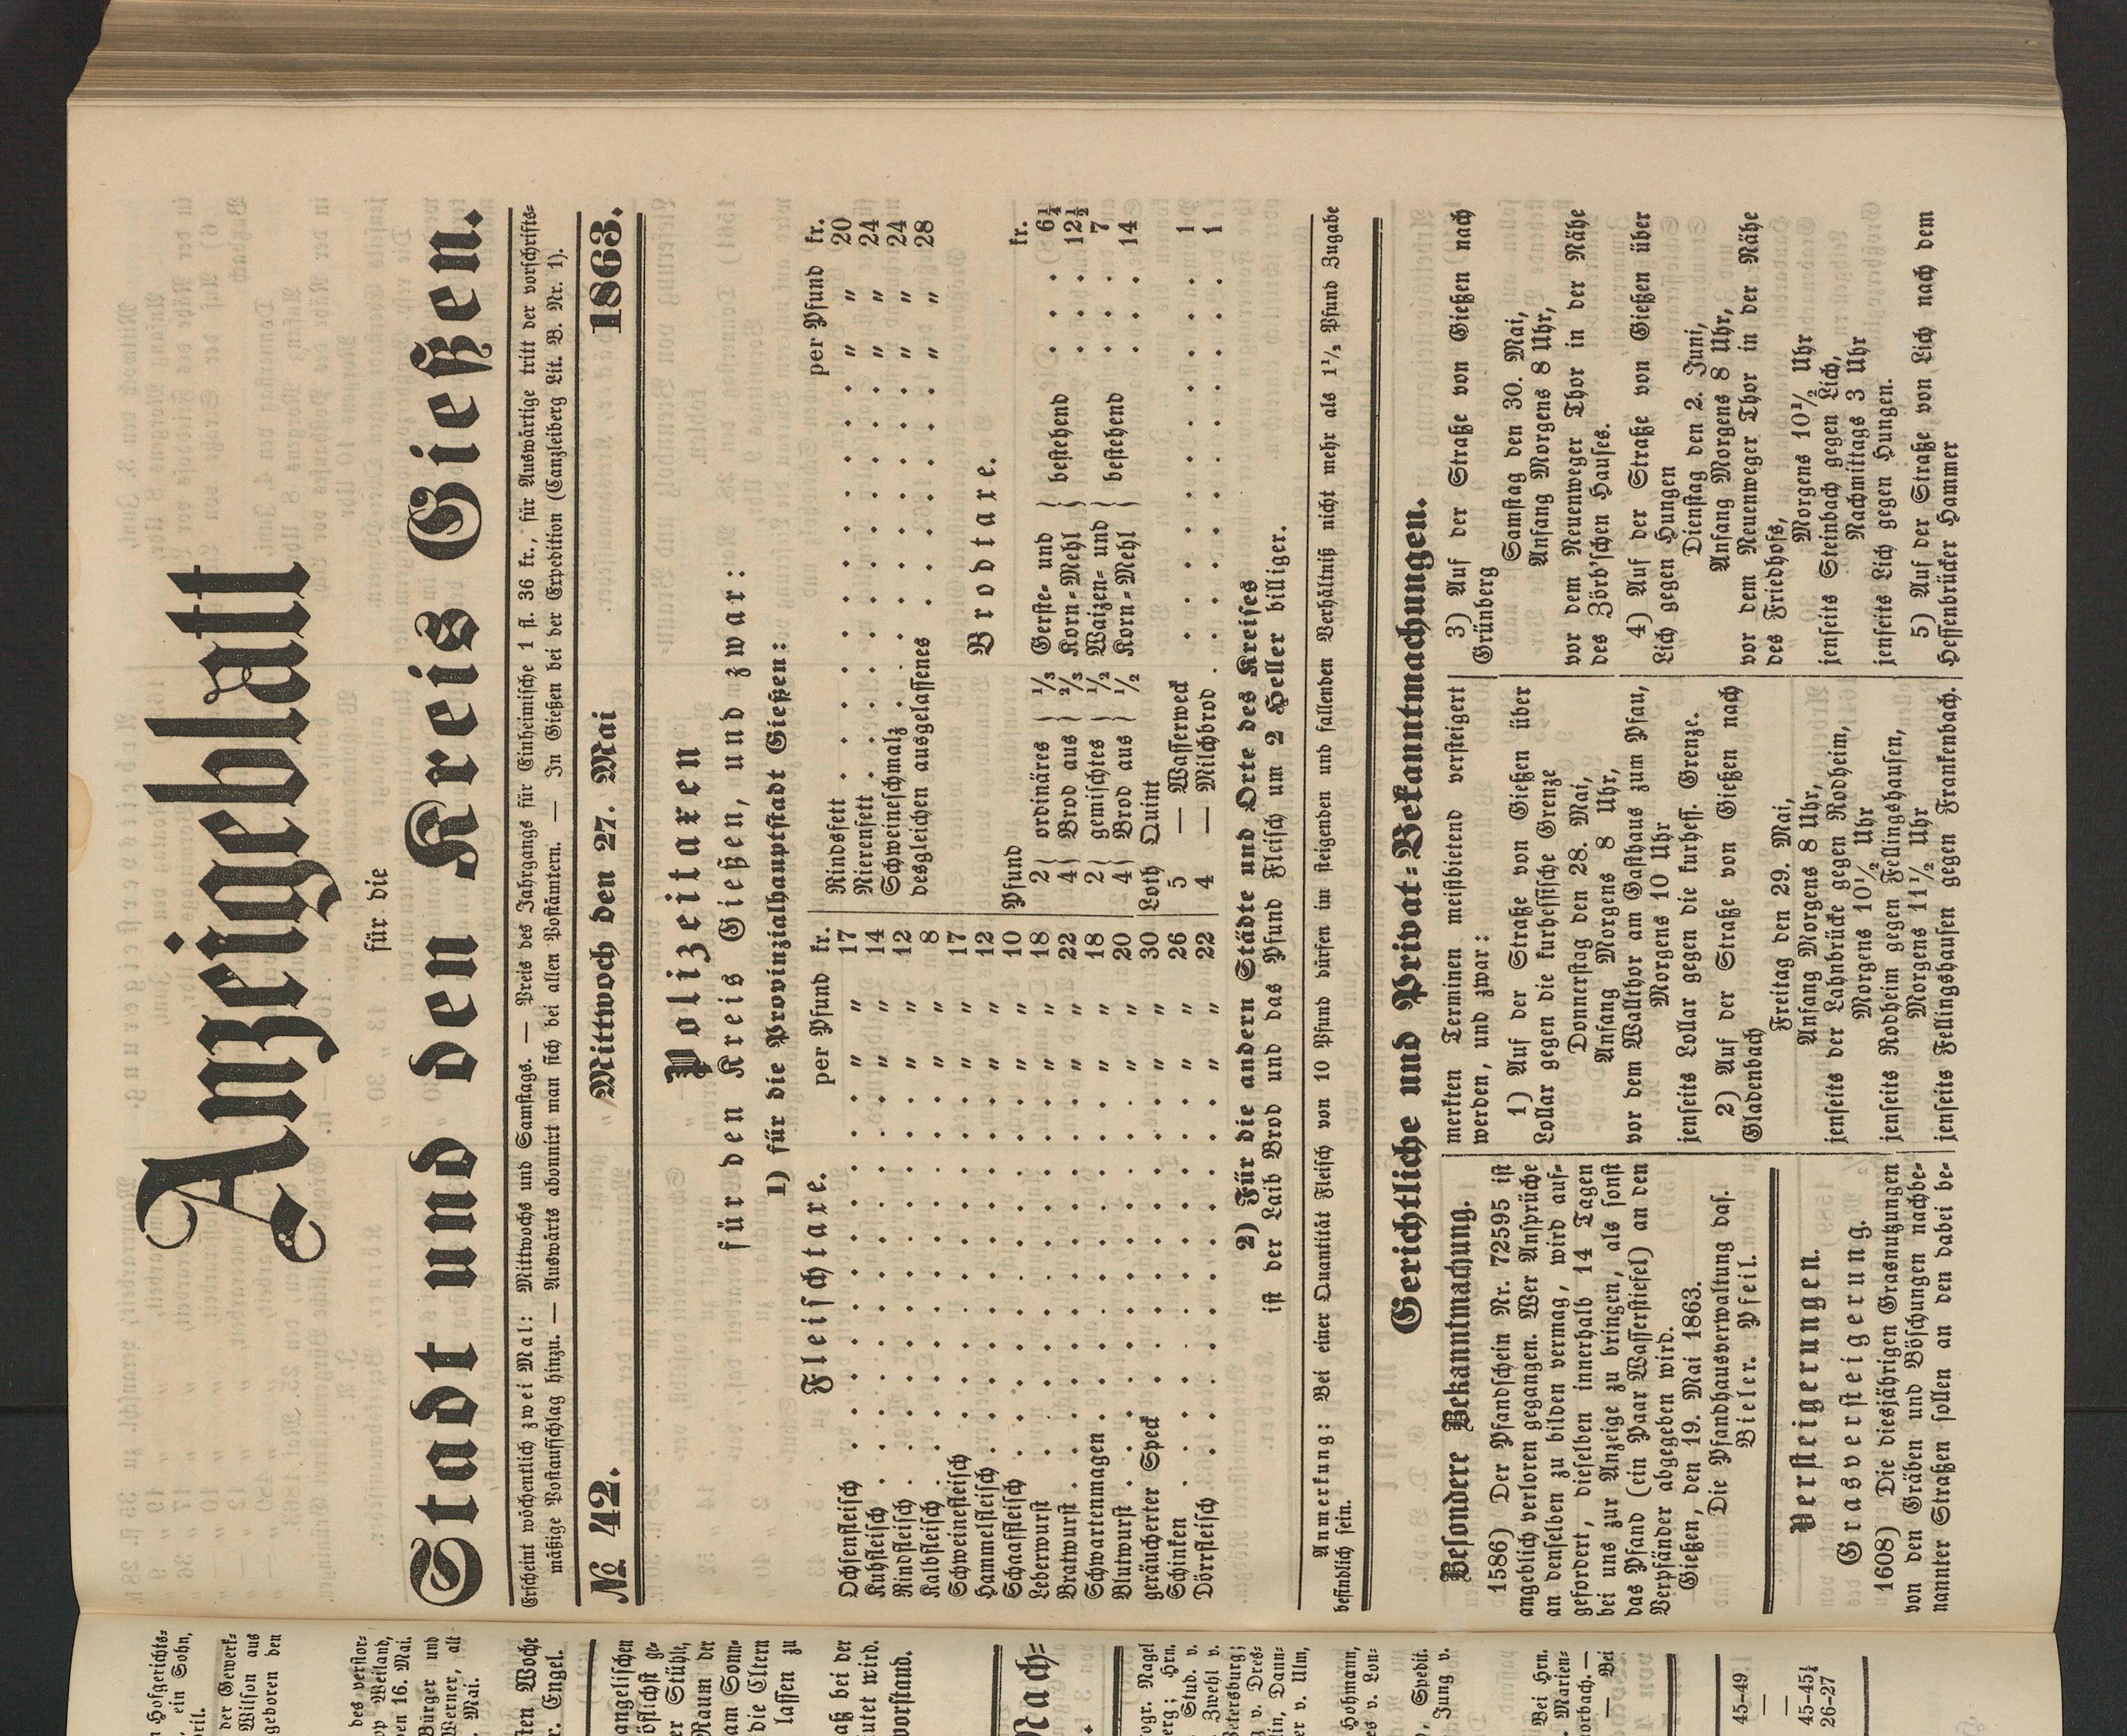 Anzeigeblatt
für die
Stadt und den Kreis Gießen.
Erscheint wöchentlich zwei Mal: Mittwochs und Samstags. — Preis des Jahrgangs für Einheimische 1 fl. 36 kr., für Auswärtige tritt der vorschrifts-
mäßige Postaufschlag hinzu. — Auswärts abonnirt man sich bei allen Postämtern. — In Gießen bei der Expedition (Canzleiberg Lit. B. Nr. 1).
№ 42. Mittwoch den 27. Mai 1863.
Polizeitaxen
für den Kreis Gießen, und zwar:
1) für die Provinzialhauptstadt Gießen:
Fleischtaxe. per Pfund kr.
Ochsenfleisch . . . „ „ 17
Kuhfleisch . . . „ „ 14
Rindfleisch . . . „ „ 12
Kalbfleisch . . . „ „ 8
Schweinefleisch . . . „ „ 17
Hammelfleisch . . . „ „ 12
Schaaffleisch . . . „ „ 10
Leberwurst . . . „ „ 18
Bratwurst . . . „ „ 22
Schwartenmagen . . . „ „ 18
Blutwurst . . . „ „ 20
geräucherter Speck . . . „ „ 30
Schinken . . . „ „ 26
Dörrfleisch . . . „ „ 22
per Pfund kr.
Rindsfett . . . „ „ 20
Nierenfett . . . „ „ 24
Schweineschmalz . . . „ „ 24
desgleichen ausgelassenes . . . „ „ 28
Brodtaxe.
Pfund kr.
2 } ordinäres { 1/3 Gerste- und } bestehend . . . 6¼
4 } Brod aus { 2/3 Korn-Mehl } . . . 12½
2 } gemischtes { 1/2 Waizen- und } bestehend . . . 7
4 } Brod aus { 1/2 Korn-Mehl } . . . 14
Loth Quint
5 — Wasserweck . . . 1
4 — Milchbrod . . . 1
2) Für die andern Städte und Orte des Kreises
ist der Laib Brod und das Pfund Fleisch um 2 Heller billiger.
Anmerkung: Bei einer Quantität Fleisch von 10 Pfund dürfen im steigenden und fallenden Verhältniß nicht mehr als 1½ Pfund Zugabe
befindlich sein.
Gerichtliche und Privat-Bekanntmachungen.
Besondere Bekanntmachung.
1586) Der Pfandschein Nr. 72595 ist
angeblich verloren gegangen. Wer Ansprüche
an denselben zu bilden vermag, wird auf-
gefordert, dieselben innerhalb 14 Tagen
bei uns zur Anzeige zu bringen, als sonst
das Pfand (ein Paar Wasserstiefel) an den
Verpfänder abgegeben wird.
Gießen, den 19. Mai 1863.
Die Pfandhausverwaltung das.
Bieler. Pfeil.
Versteigerungen.
Grasversteigerung.
1608) Die diesjährigen Grasnutzungen
von den Gräben und Böschungen nachbe-
nannter Straßen sollen an den dabei be-
merkten Terminen meistbietend versteigert
werden, und zwar:
1) Auf der Straße von Gießen über
Lollar gegen die kurhessische Grenze
Donnerstag den 28. Mai,
Anfang Morgens 8 Uhr,
vor dem Wallthor am Gasthaus zum Pfau,
Morgens 10 Uhr
jenseits Lollar gegen die kurhess. Grenze.
2) Auf der Straße von Gießen nach
Gladenbach
Freitag den 29. Mai,
Anfang Morgens 8 Uhr,
jenseits der Lahnbrücke gegen Rodheim,
Morgens 10½ Uhr
jenseits Rodheim gegen Fellingshausen,
Morgens 11½ Uhr
jenseits Fellingshausen gegen Frankenbach.
3) Auf der Straße von Gießen nach
Grünberg
Samstag den 30. Mai,
Anfang Morgens 8 Uhr,
vor dem Neuenweger Thor in der Nähe
des Zörb'schen Hauses.
4) Auf der Straße von Gießen über
Lich gegen Hungen
Dienstag den 2. Juni,
Anfang Morgens 8 Uhr,
vor dem Neuenweger Thor in der Nähe
des Friedhofs,
Morgens 10½ Uhr
jenseits Steinbach gegen Lich,
Nachmittags 3 Uhr
jenseits Lich gegen Hungen.
5) Auf der Straße von Lich nach dem
Hessenbrücker Hammer